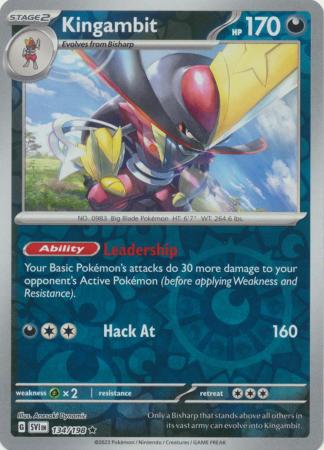 STAGE2
Kingambit
HP 170
Evolves from Bisharp
NO. 0983 Big Blade Pokémon HT: 6'7" WT: 264.6 lbs.
Ability Leadership
Your Basic Pokémon's attacks do 30 more damage to your
opponent's Active Pokémon (before applying Weakness and
Resistance).
Hack At 160
weakness ×2 resistance retreat
Illus. Anesaki Dynamic
G SVI EN 134/198 ★
Only a Bisharp that stands above all others in
its vast army can evolve into Kingambit.
©2023 Pokémon / Nintendo / Creatures / GAME FREAK